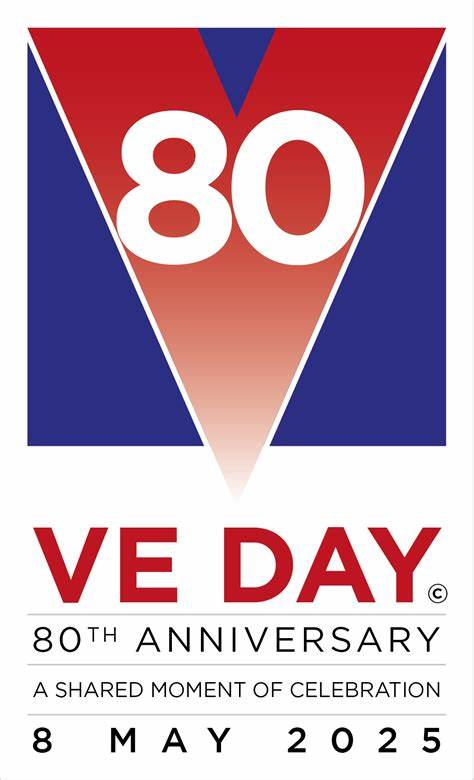 80
VE DAY©
80TH ANNIVERSARY
A SHARED MOMENT OF CELEBRATION
8 MAY 2025